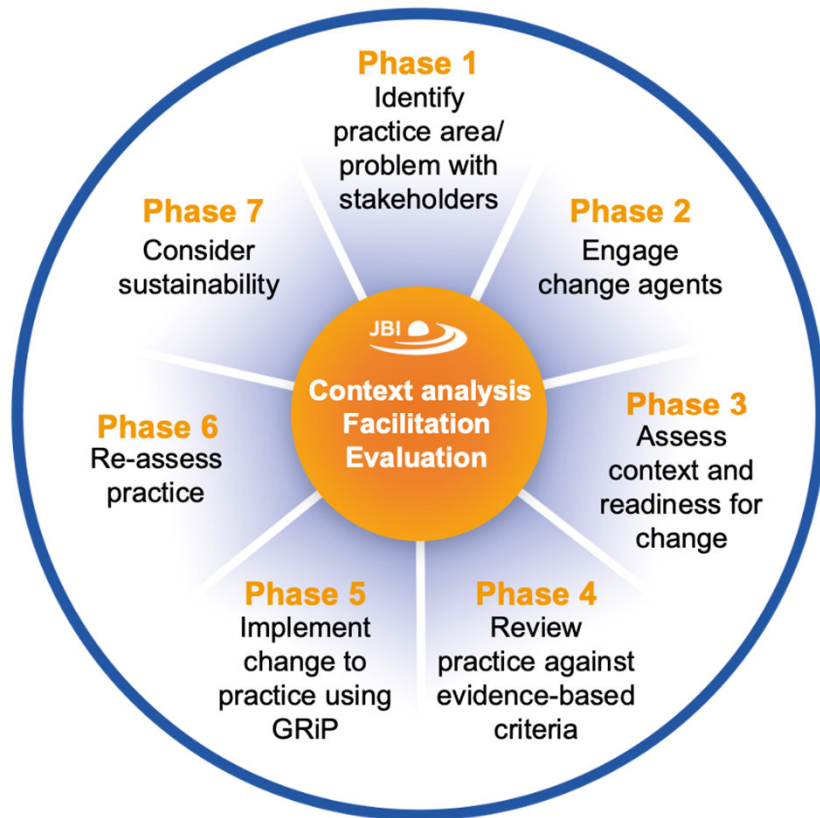 Phase 1
Identify
practice area/
problem with
stakeholders
Phase 2
Engage
change agents
Phase 3
Assess
context and
readiness for
change
Phase 4
Review
practice against
evidence-based
criteria
Phase 5
Implement
change to
practice using
GRiP
Phase 6
Re-assess
practice
Phase 7
Consider
sustainability
JBI
Context analysis
Facilitation
Evaluation